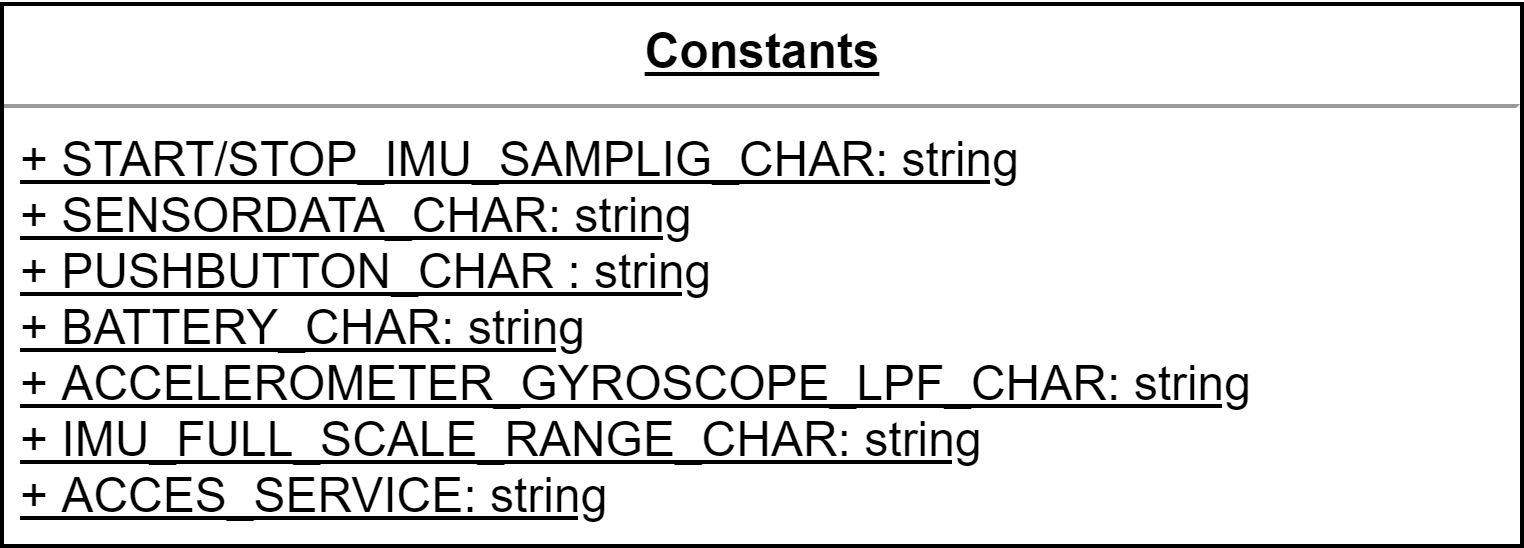 Constants
+ START/STOP_IMU_SAMPLIG_CHAR: string
+ SENSORDATA_CHAR: string
+ PUSHBUTTON_CHAR : string
+ BATTERY_CHAR: string
+ ACCELEROMETER_GYROSCOPE_LPF_CHAR: string
+ IMU_FULL_SCALE_RANGE_CHAR: string
+ ACCES_SERVICE: string